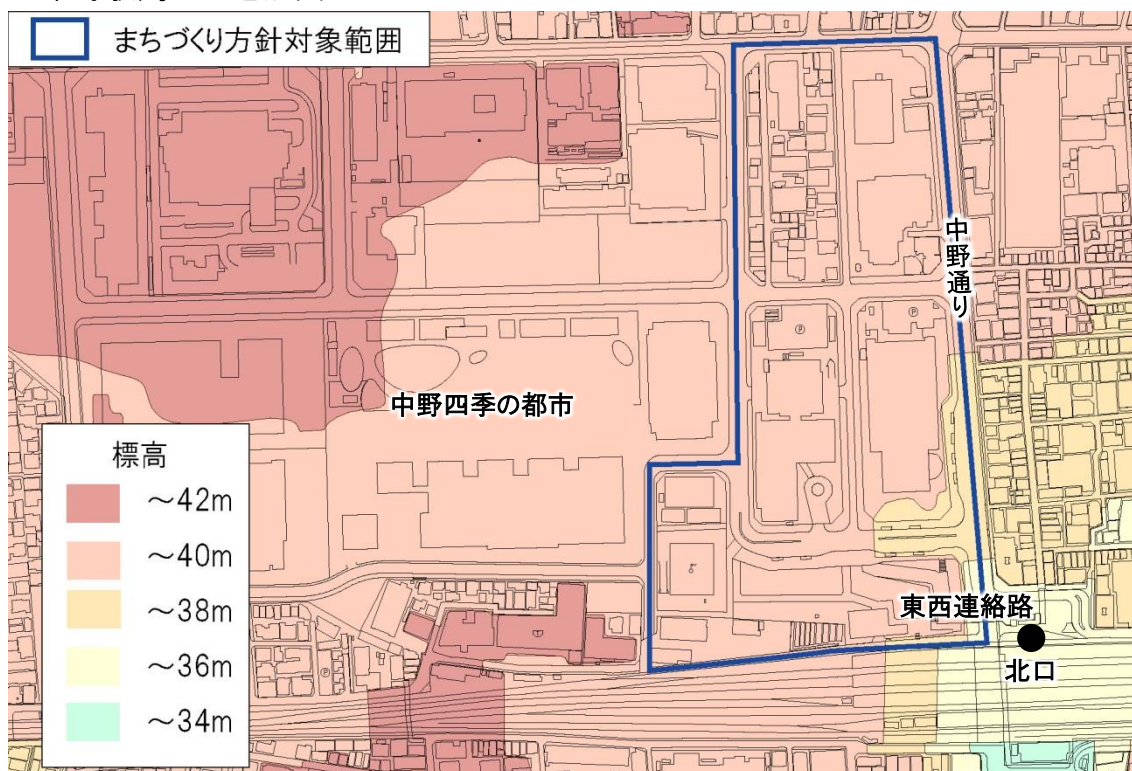 まちづくり方針対象範囲
中野通り
中野四季の都市
標高
～42m
～40m
～38m
～36m
～34m
東西連絡路
北口